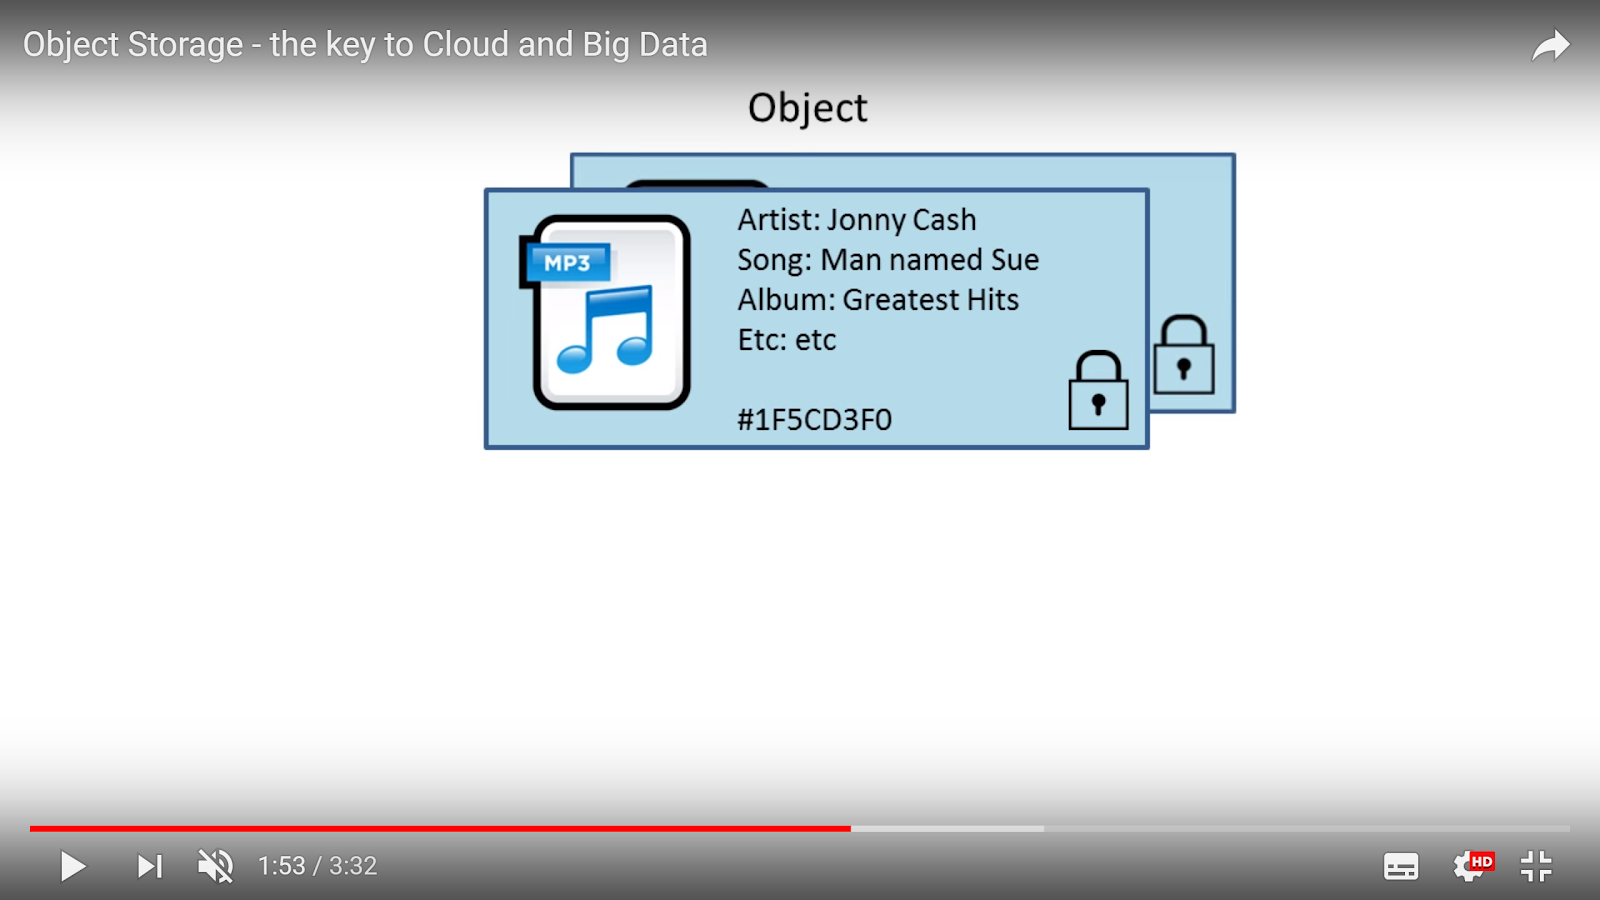 Object Storage - the key to Cloud and Big Data
Object
MP3
Artist: Jonny Cash
Song: Man named Sue
Album: Greatest Hits
Etc: etc
#1F5CD3F0
1:53 / 3:32
HD